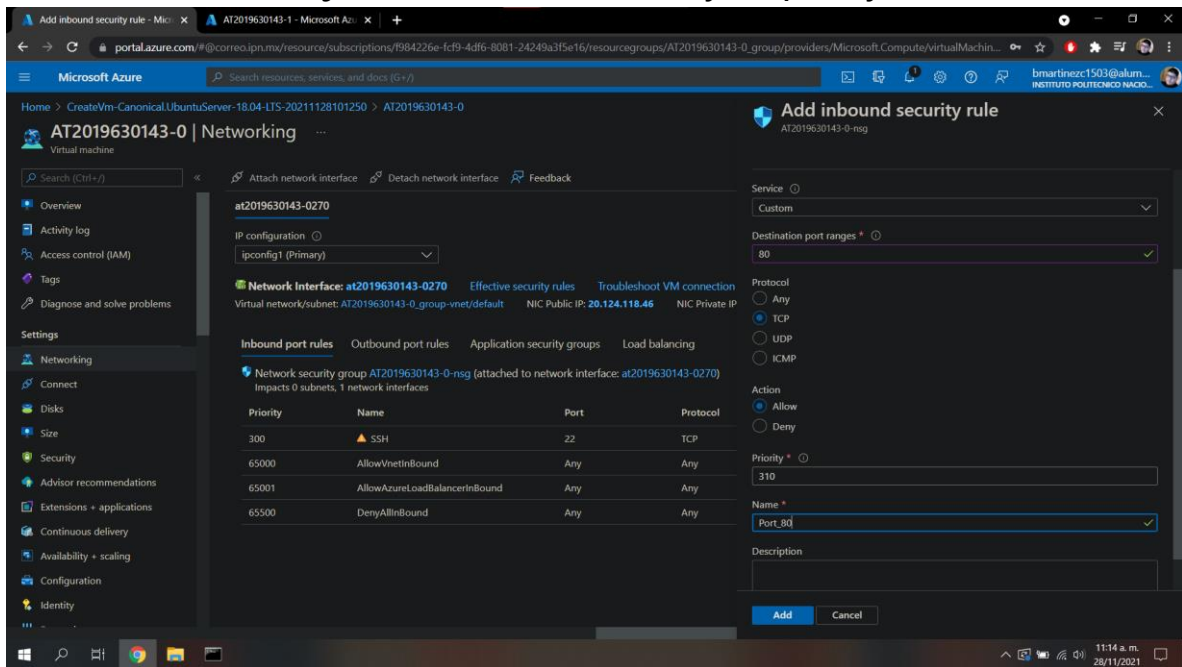 Add inbound security rule - Mic
AT2019630143-1 - Microsoft Azu
portal.azure.com/#@correo.ipn.mx/resource/subscriptions/f984226e-fcf9-4df6-8081-24249a3f5e16/resourcegroups/AT2019630143-0_group/providers/Microsoft.Compute/virtualMachin...
Microsoft Azure
Search resources, services, and docs (G+/)
bmartinezc1503@alum...
INSTITUTO POLITECNICO NACIO...
Home > CreateVm-Canonical.UbuntuServer-18.04-LTS-20211128101250 > AT2019630143-0
AT2019630143-0 | Networking ...
Virtual machine
Search (Ctrl+/)
Overview
Activity log
Access control (IAM)
Tags
Diagnose and solve problems
Settings
Networking
Connect
Disks
Size
Security
Advisor recommendations
Extensions + applications
Continuous delivery
Availability + scaling
Configuration
Identity
Attach network interface Detach network interface Feedback
at2019630143-0270
IP configuration
ipconfig1 (Primary)
Network Interface: at2019630143-0270 Effective security rules Troubleshoot VM connection
Virtual network/subnet: AT2019630143-0_group-vnet/default NIC Public IP: 20.124.118.46 NIC Private IP
Inbound port rules Outbound port rules Application security groups Load balancing
Network security group AT2019630143-0-nsg (attached to network interface: at2019630143-0270)
Impacts 0 subnets, 1 network interfaces
Priority Name Port Protocol
300 SSH 22 TCP
65000 AllowVnetInBound Any Any
65001 AllowAzureLoadBalancerInBound Any Any
65500 DenyAllInBound Any Any
Add inbound security rule
AT2019630143-0-nsg
Service
Custom
Destination port ranges *
80
Protocol
Any
TCP
UDP
ICMP
Action
Allow
Deny
Priority *
310
Name *
Port_80
Description
Add Cancel
11:14 a. m.
28/11/2021